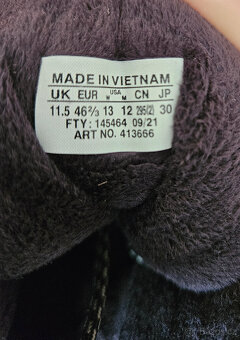 MADE IN VIETNAM
UK EUR USA W M CN JP
11.5 46⅔ 13 12 295(2) 30
FTY: 145464 09/21
ART NO. 413666